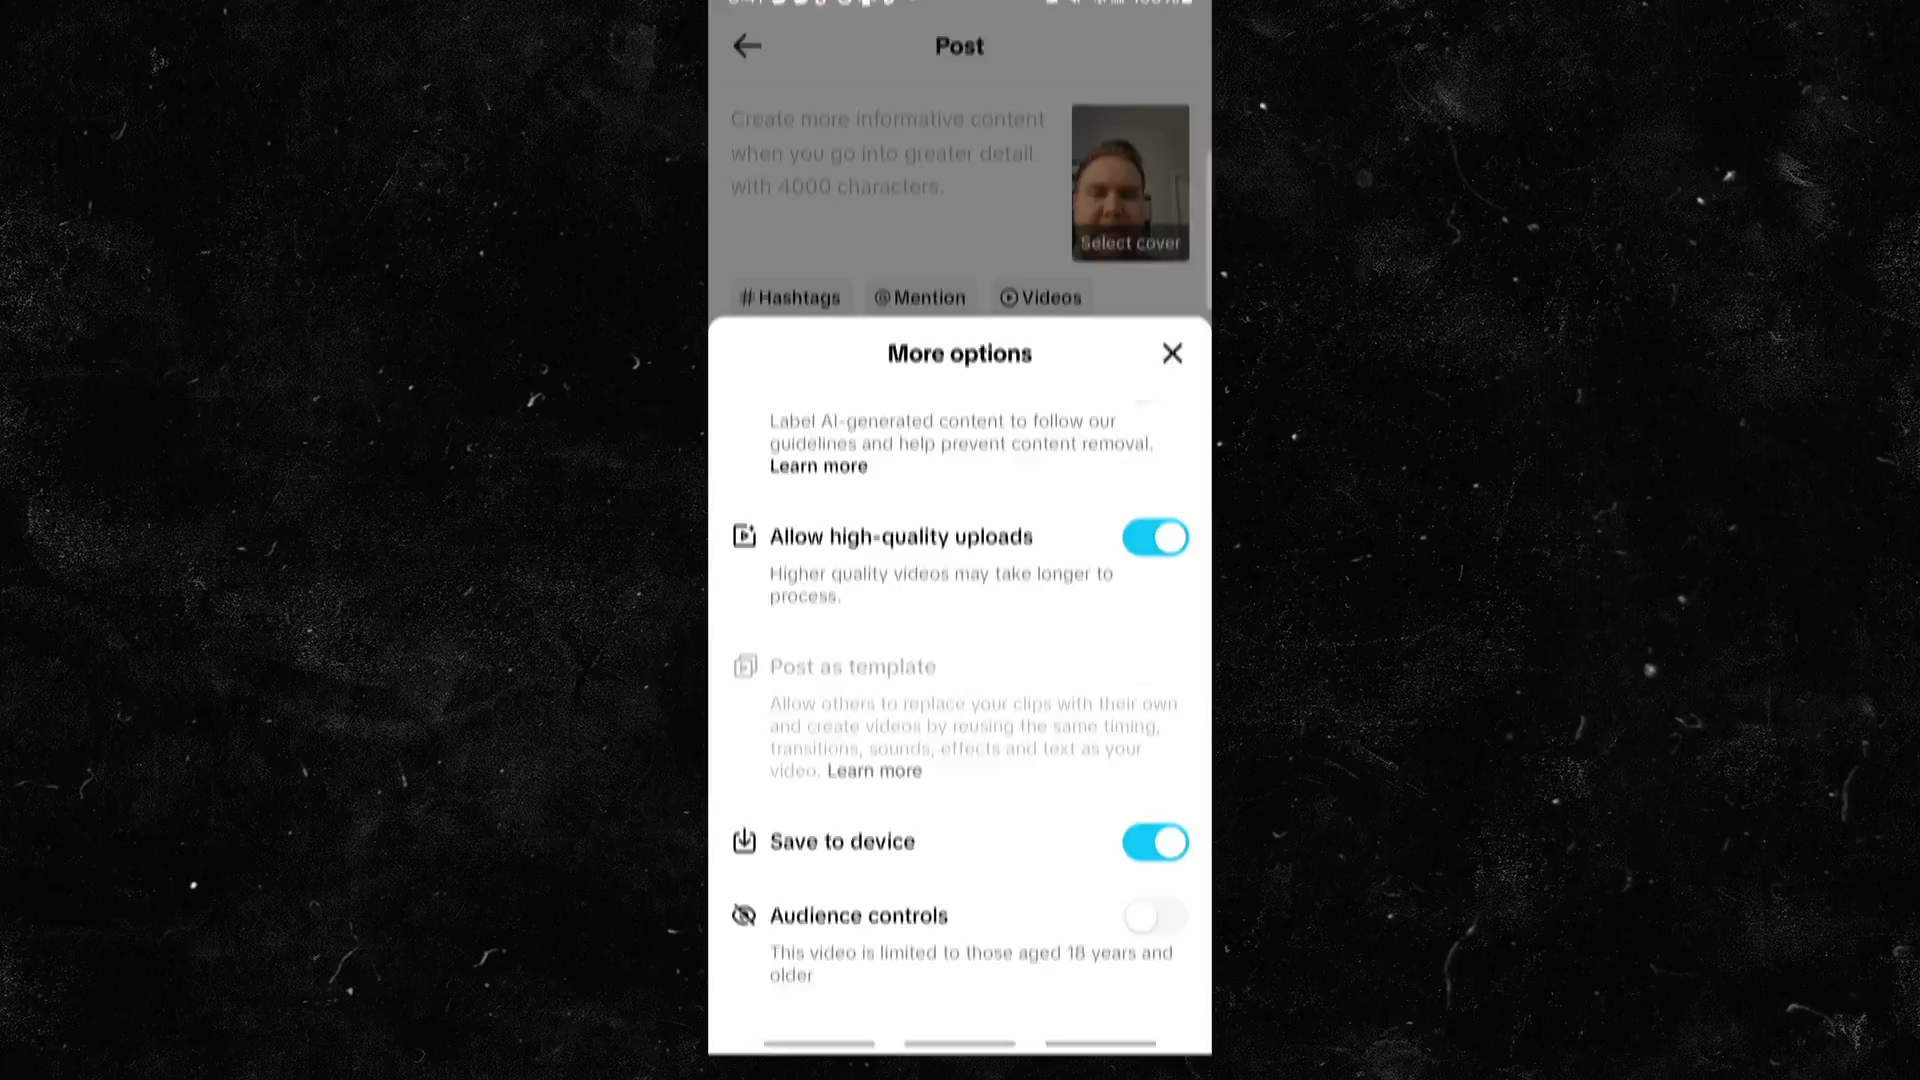 Post
Create more informative content
when you go into greater detail
with 4000 characters.
Select cover
# Hashtags
@ Mention
Videos
More options
Label AI-generated content to follow our
guidelines and help prevent content removal.
Learn more
Allow high-quality uploads
Higher quality videos may take longer to
process.
Post as template
Allow others to replace your clips with their own
and create videos by reusing the same timing,
transitions, sounds, effects and text as your
video. Learn more
Save to device
Audience controls
This video is limited to those aged 18 years and
older